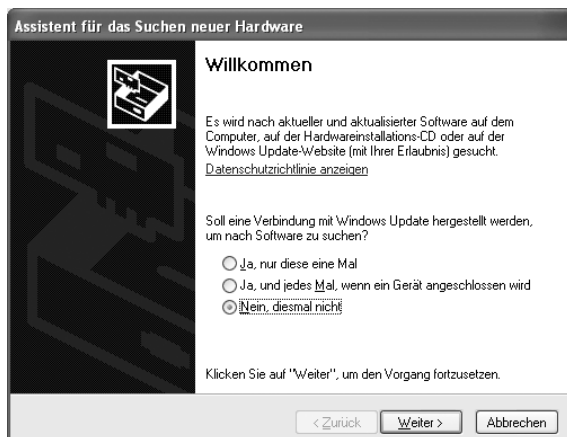 Assistent für das Suchen neuer Hardware
Willkommen
Es wird nach aktueller und aktualisierter Software auf dem
Computer, auf der Hardwareinstallations-CD oder auf der
Windows Update-Website (mit Ihrer Erlaubnis) gesucht.
Datenschutzrichtlinie anzeigen
Soll eine Verbindung mit Windows Update hergestellt werden,
um nach Software zu suchen?
Ja, nur diese eine Mal
Ja, und jedes Mal, wenn ein Gerät angeschlossen wird
Nein, diesmal nicht
Klicken Sie auf "Weiter", um den Vorgang fortzusetzen.
< Zurück Weiter > Abbrechen